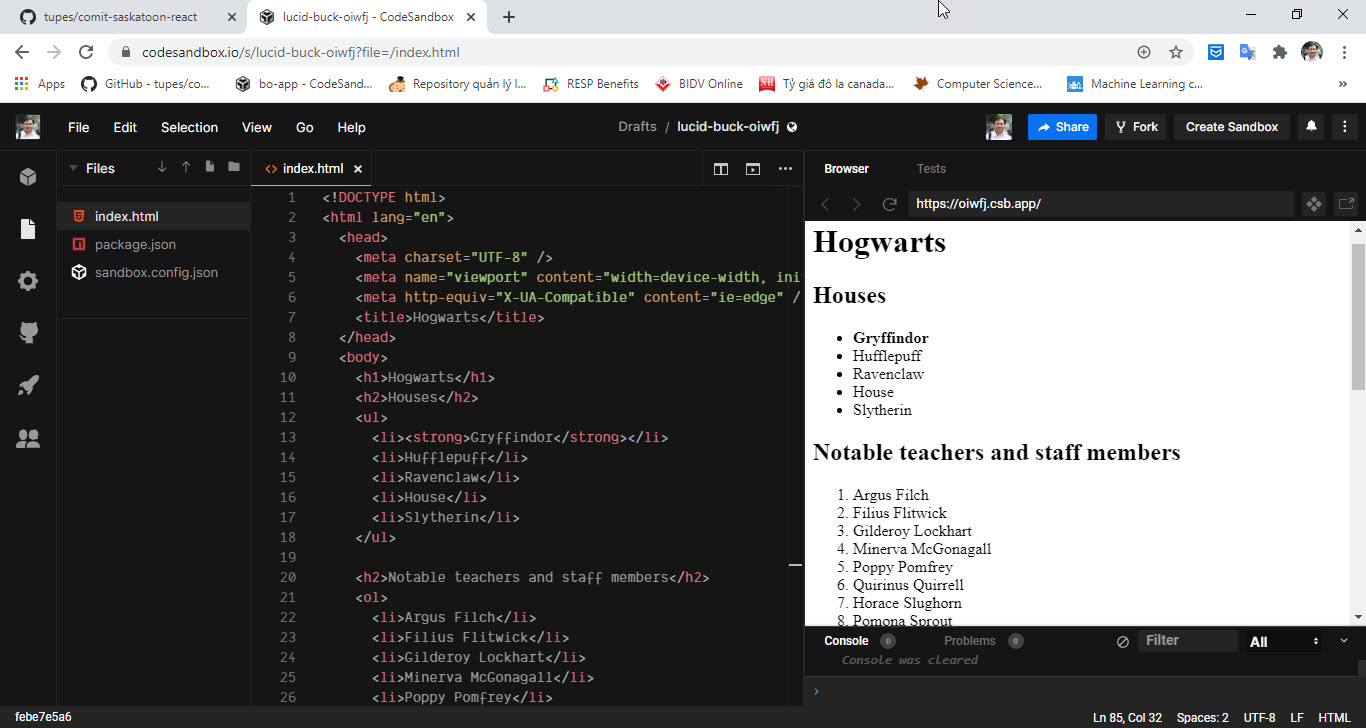 tupes/comit-saskatoon-react
lucid-buck-oiwfj - CodeSandbox
codesandbox.io/s/lucid-buck-oiwfj?file=/index.html
Apps
GitHub - tupes/co...
bo-app - CodeSand...
Repository quản lý l...
RESP Benefits
BIDV Online
Tỷ giá đô la canada...
Computer Science...
Machine Learning c...
»
File Edit Selection View Go Help
Drafts / lucid-buck-oiwfj
Share
Fork
Create Sandbox
Files
index.html
package.json
sandbox.config.json
<> index.html
1 <!DOCTYPE html>
2 <html lang="en">
3 <head>
4 <meta charset="UTF-8" />
5 <meta name="viewport" content="width=device-width, ini
6 <meta http-equiv="X-UA-Compatible" content="ie=edge" /
7 <title>Hogwarts</title>
8 </head>
9 <body>
10 <h1>Hogwarts</h1>
11 <h2>Houses</h2>
12 <ul>
13 <li><strong>Gryffindor</strong></li>
14 <li>Hufflepuff</li>
15 <li>Ravenclaw</li>
16 <li>House</li>
17 <li>Slytherin</li>
18 </ul>
19
20 <h2>Notable teachers and staff members</h2>
21 <ol>
22 <li>Argus Filch</li>
23 <li>Filius Flitwick</li>
24 <li>Gilderoy Lockhart</li>
25 <li>Minerva McGonagall</li>
26 <li>Poppy Pomfrey</li>
Browser Tests
https://oiwfj.csb.app/
Hogwarts
Houses
• Gryffindor
• Hufflepuff
• Ravenclaw
• House
• Slytherin
Notable teachers and staff members
1. Argus Filch
2. Filius Flitwick
3. Gilderoy Lockhart
4. Minerva McGonagall
5. Poppy Pomfrey
6. Quirinus Quirrell
7. Horace Slughorn
8. Pomona Sprout
Console 0 Problems 0
Filter
All
Console was cleared
›
febe7e5a6
Ln 85, Col 32 Spaces: 2 UTF-8 LF HTML